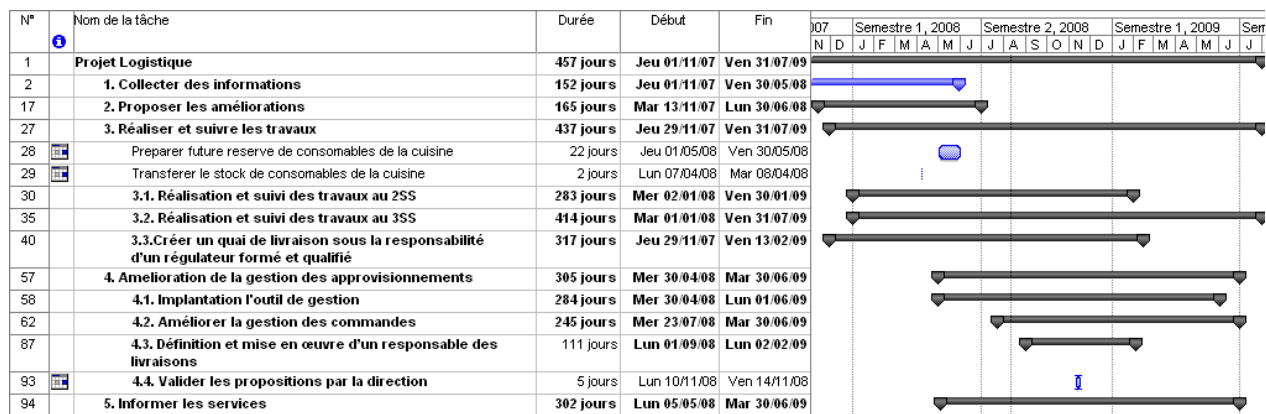 N° Nom de la tâche Durée Début Fin 007 Semestre 1, 2008 Semestre 2, 2008 Semestre 1, 2009 Sem
N D J F M A M J J A S O N D J F M A M J J
1 Projet Logistique 457 jours Jeu 01/11/07 Ven 31/07/09
2 1. Collecter des informations 152 jours Jeu 01/11/07 Ven 30/05/08
17 2. Proposer les améliorations 165 jours Mar 13/11/07 Lun 30/06/08
27 3. Réaliser et suivre les travaux 437 jours Jeu 29/11/07 Ven 31/07/09
28 Preparer future reserve de consomables de la cuisine 22 jours Jeu 01/05/08 Ven 30/05/08
29 Transferer le stock de consomables de la cuisine 2 jours Lun 07/04/08 Mar 08/04/08
30 3.1. Réalisation et suivi des travaux au 2SS 283 jours Mer 02/01/08 Ven 30/01/09
35 3.2. Réalisation et suivi des travaux au 3SS 414 jours Mar 01/01/08 Ven 31/07/09
40 3.3.Créer un quai de livraison sous la responsabilité 317 jours Jeu 29/11/07 Ven 13/02/09
d'un régulateur formé et qualifié
57 4. Amelioration de la gestion des approvisionnements 305 jours Mer 30/04/08 Mar 30/06/09
58 4.1. Implantation l'outil de gestion 284 jours Mer 30/04/08 Lun 01/06/09
62 4.2. Améliorer la gestion des commandes 245 jours Mer 23/07/08 Mar 30/06/09
87 4.3. Définition et mise en œuvre d'un responsable des 111 jours Lun 01/09/08 Lun 02/02/09
livraisons
93 4.4. Valider les propositions par la direction 5 jours Lun 10/11/08 Ven 14/11/08
94 5. Informer les services 302 jours Lun 05/05/08 Mar 30/06/09